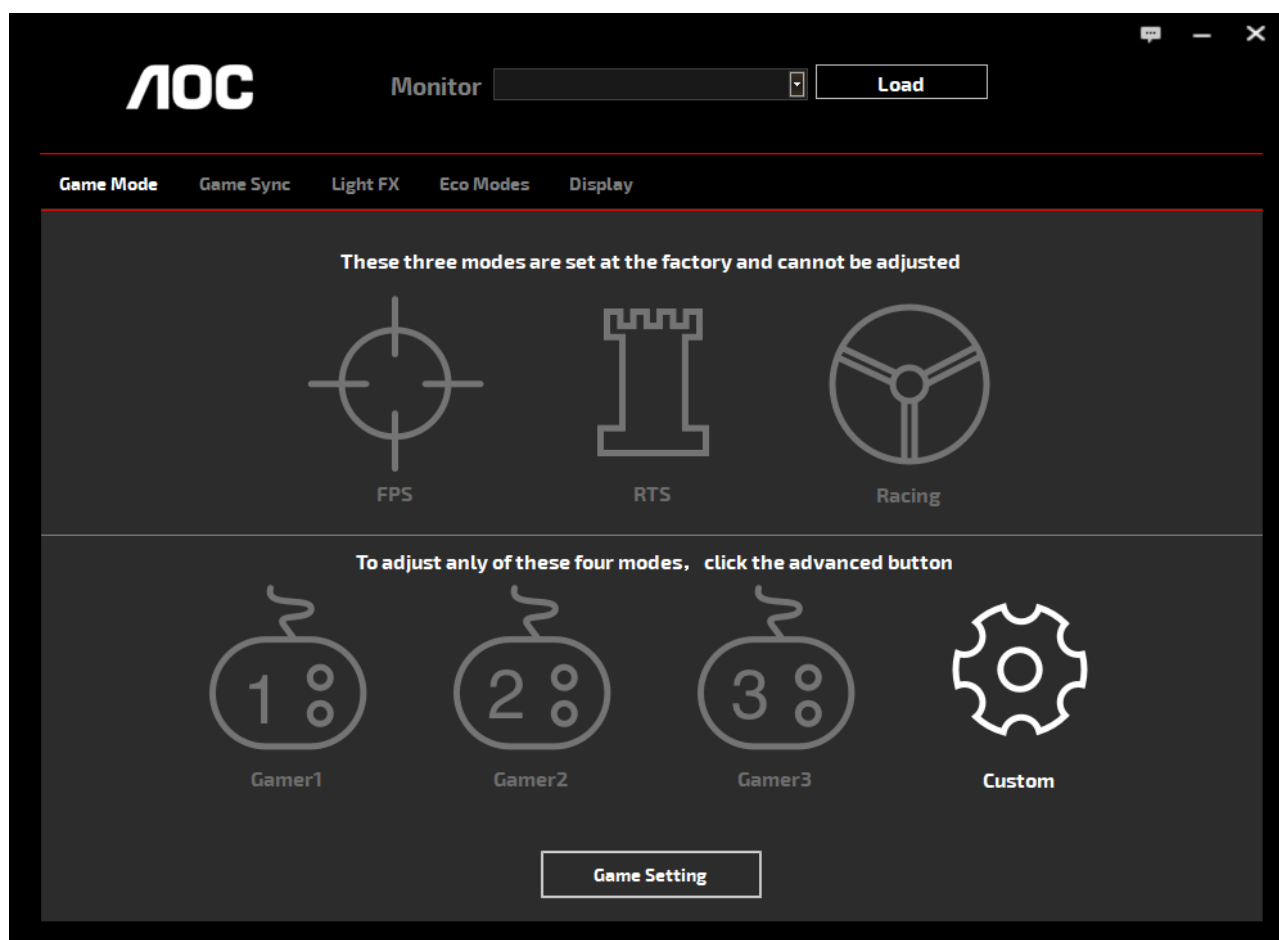 AOC
Monitor
Load
Game Mode Game Sync Light FX Eco Modes Display
These three modes are set at the factory and cannot be adjusted
FPS RTS Racing
To adjust anly of these four modes, click the advanced button
1 2 3
Gamer1 Gamer2 Gamer3 Custom
Game Setting